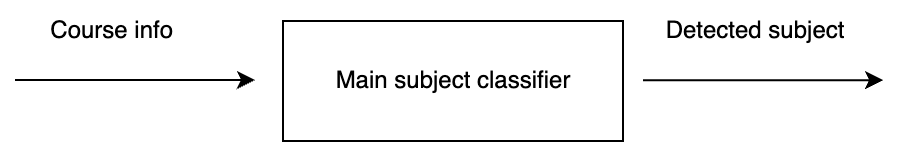 Course info
Main subject classifier
Detected subject